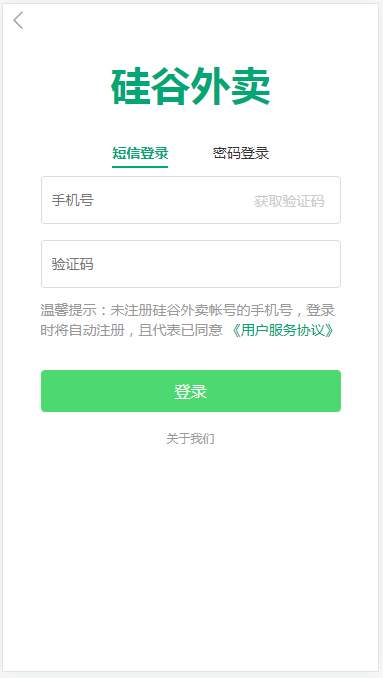 硅谷外卖
短信登录 密码登录
手机号 获取验证码
验证码
温馨提示：未注册硅谷外卖帐号的手机号，登录
时将自动注册，且代表已同意《用户服务协议》
登录
关于我们